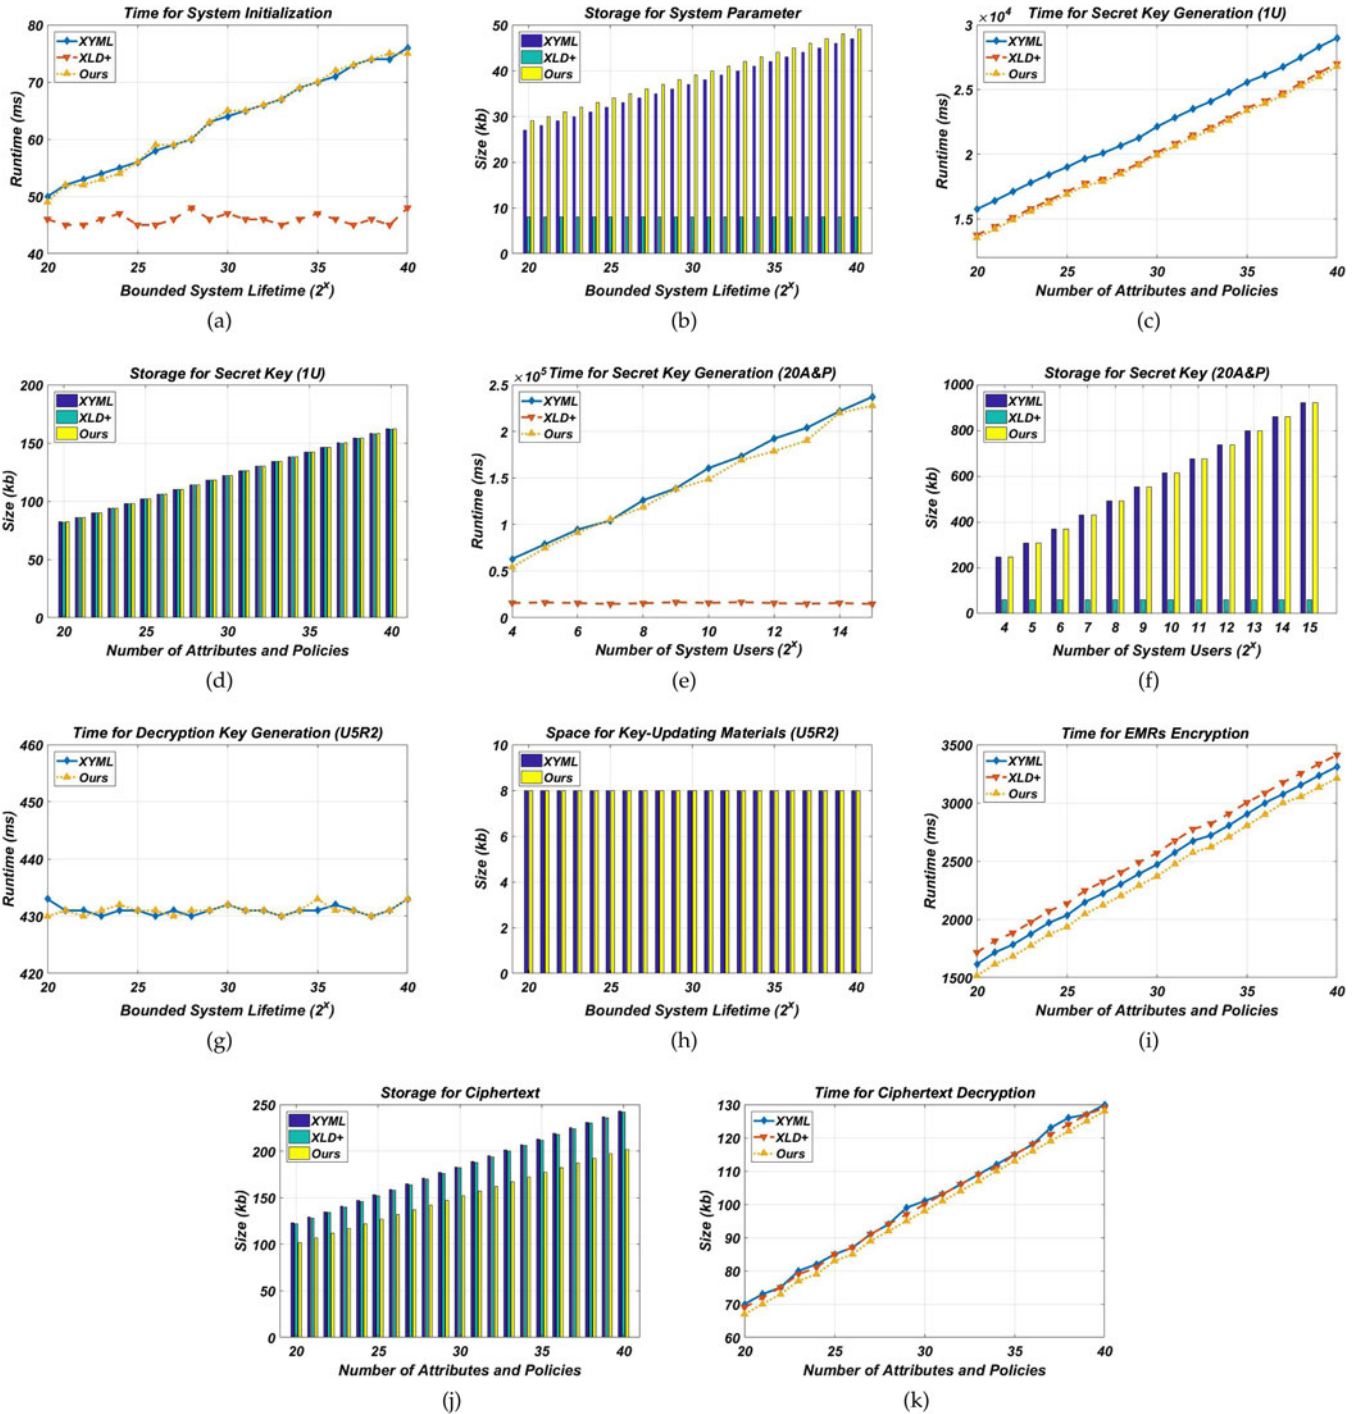 Time for System Initialization
80
70
60
50
40
XYML
XLD+
Ours
Runtime (ms)
20 25 30 35 40
Bounded System Lifetime (2^x)
(a)
Storage for System Parameter
50
40
30
20
10
0
XYML
XLD+
Ours
Size (kb)
20 25 30 35 40
Bounded System Lifetime (2^x)
(b)
Time for Secret Key Generation (1U)
×10^4
3
2.5
2
1.5
XYML
XLD+
Ours
Runtime (ms)
20 25 30 35 40
Number of Attributes and Policies
(c)
Storage for Secret Key (1U)
200
150
100
50
0
XYML
XLD+
Ours
Size (kb)
20 25 30 35 40
Number of Attributes and Policies
(d)
×10^5 Time for Secret Key Generation (20A&P)
2.5
2
1.5
1
0.5
0
XYML
XLD+
Ours
Runtime (ms)
4 6 8 10 12 14
Number of System Users (2^x)
(e)
Storage for Secret Key (20A&P)
1000
800
600
400
200
0
XYML
XLD+
Ours
Size (kb)
4 5 6 7 8 9 10 11 12 13 14 15
Number of System Users (2^x)
(f)
Time for Decryption Key Generation (U5R2)
460
450
440
430
420
XYML
Ours
Runtime (ms)
20 25 30 35 40
Bounded System Lifetime (2^x)
(g)
Space for Key-Updating Materials (U5R2)
10
8
6
4
2
0
XYML
Ours
Size (kb)
20 25 30 35 40
Bounded System Lifetime (2^x)
(h)
Time for EMRs Encryption
3500
3000
2500
2000
1500
XYML
XLD+
Ours
Runtime (ms)
20 25 30 35 40
Number of Attributes and Policies
(i)
Storage for Ciphertext
250
200
150
100
50
0
XYML
XLD+
Ours
Size (kb)
20 25 30 35 40
Number of Attributes and Policies
(j)
Time for Ciphertext Decryption
130
120
110
100
90
80
70
60
XYML
XLD+
Ours
Size (kb)
20 25 30 35 40
Number of Attributes and Policies
(k)